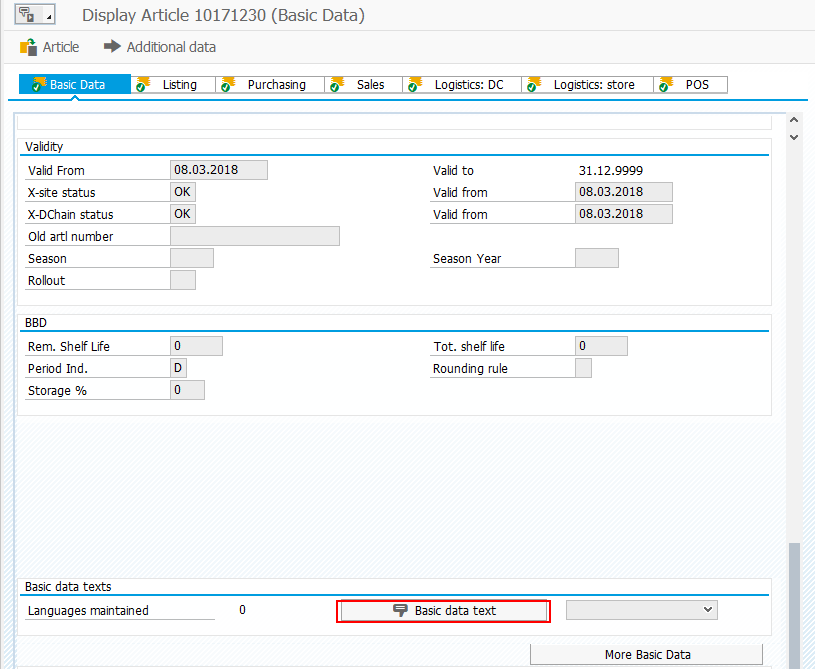 Display Article 10171230 (Basic Data)
Article Additional data
Basic Data Listing Purchasing Sales Logistics: DC Logistics: store POS
Validity
Valid From 08.03.2018 Valid to 31.12.9999
X-site status OK Valid from 08.03.2018
X-DChain status OK Valid from 08.03.2018
Old artl number
Season Season Year
Rollout
BBD
Rem. Shelf Life 0 Tot. shelf life 0
Period Ind. D Rounding rule
Storage % 0
Basic data texts
Languages maintained 0 Basic data text
More Basic Data